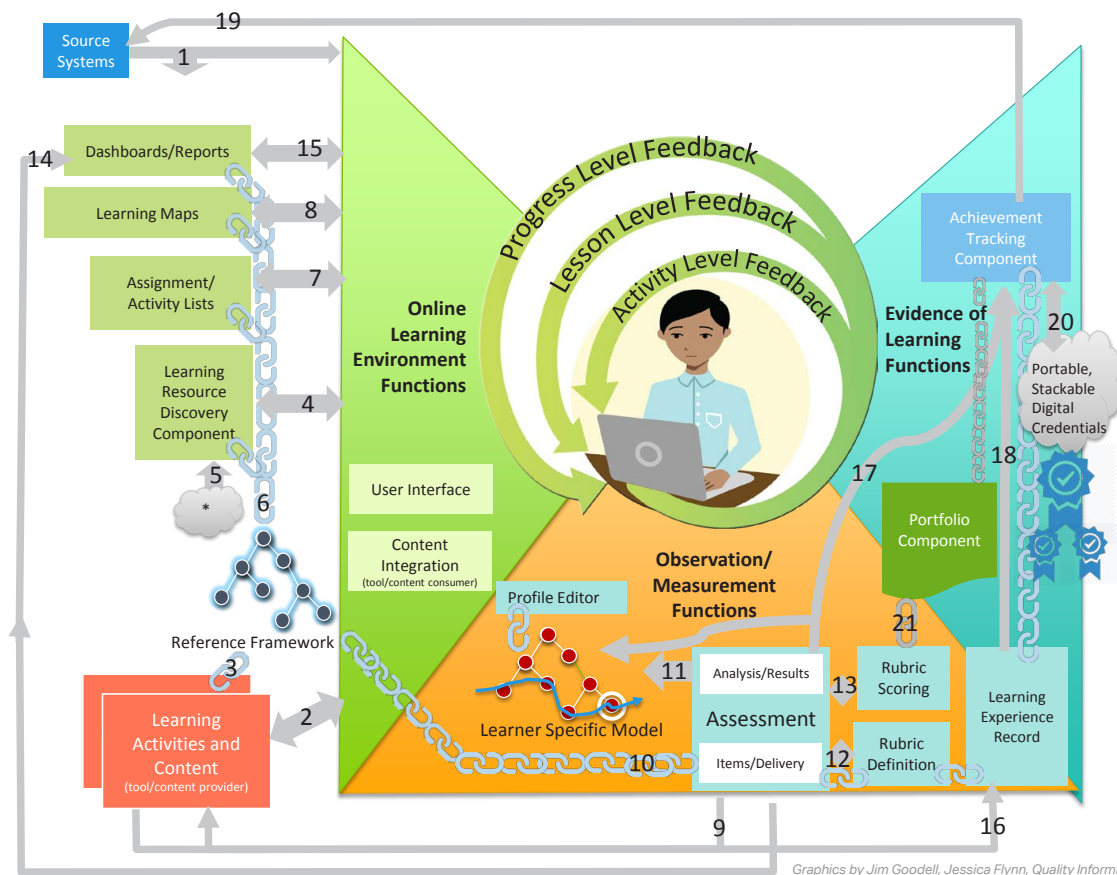 19
Source
Systems
1
14
Dashboards/Reports
15
Learning Maps
8
Assignment/
Activity Lists
7
Learning
Resource
Discovery
Component
4
5
*
6
Reference Framework
3
2
Learning
Activities and
Content
(tool/content provider)
Online
Learning
Environment
Functions
User Interface
Content
Integration
(tool/content consumer)
Progress Level Feedback
Lesson Level Feedback
Activity Level Feedback
Observation/
Measurement
Functions
Profile Editor
Learner Specific Model
11
Analysis/Results
Assessment
Items/Delivery
10
13
12
Rubric
Scoring
Rubric
Definition
9
16
Learning
Experience
Record
21
17
18
Evidence of
Learning
Functions
Achievement
Tracking
Component
20
Portable,
Stackable
Digital
Credentials
Portfolio
Component
Graphics by Jim Goodell, Jessica Flynn, Quality Inform